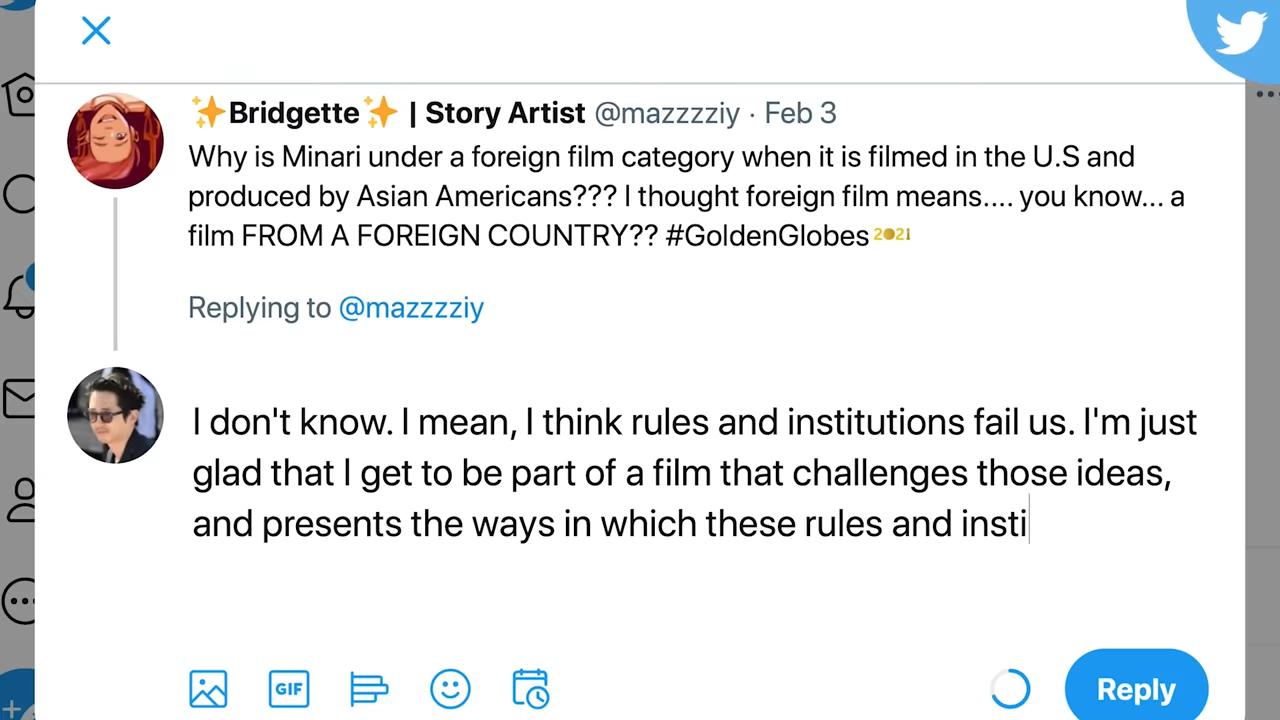 ✨Bridgette✨ | Story Artist @mazzzziy · Feb 3
Why is Minari under a foreign film category when it is filmed in the U.S and
produced by Asian Americans??? I thought foreign film means.... you know... a
film FROM A FOREIGN COUNTRY?? #GoldenGlobes 2021
Replying to @mazzzziy
I don't know. I mean, I think rules and institutions fail us. I'm just
glad that I get to be part of a film that challenges those ideas,
and presents the ways in which these rules and insti
GIF
Reply